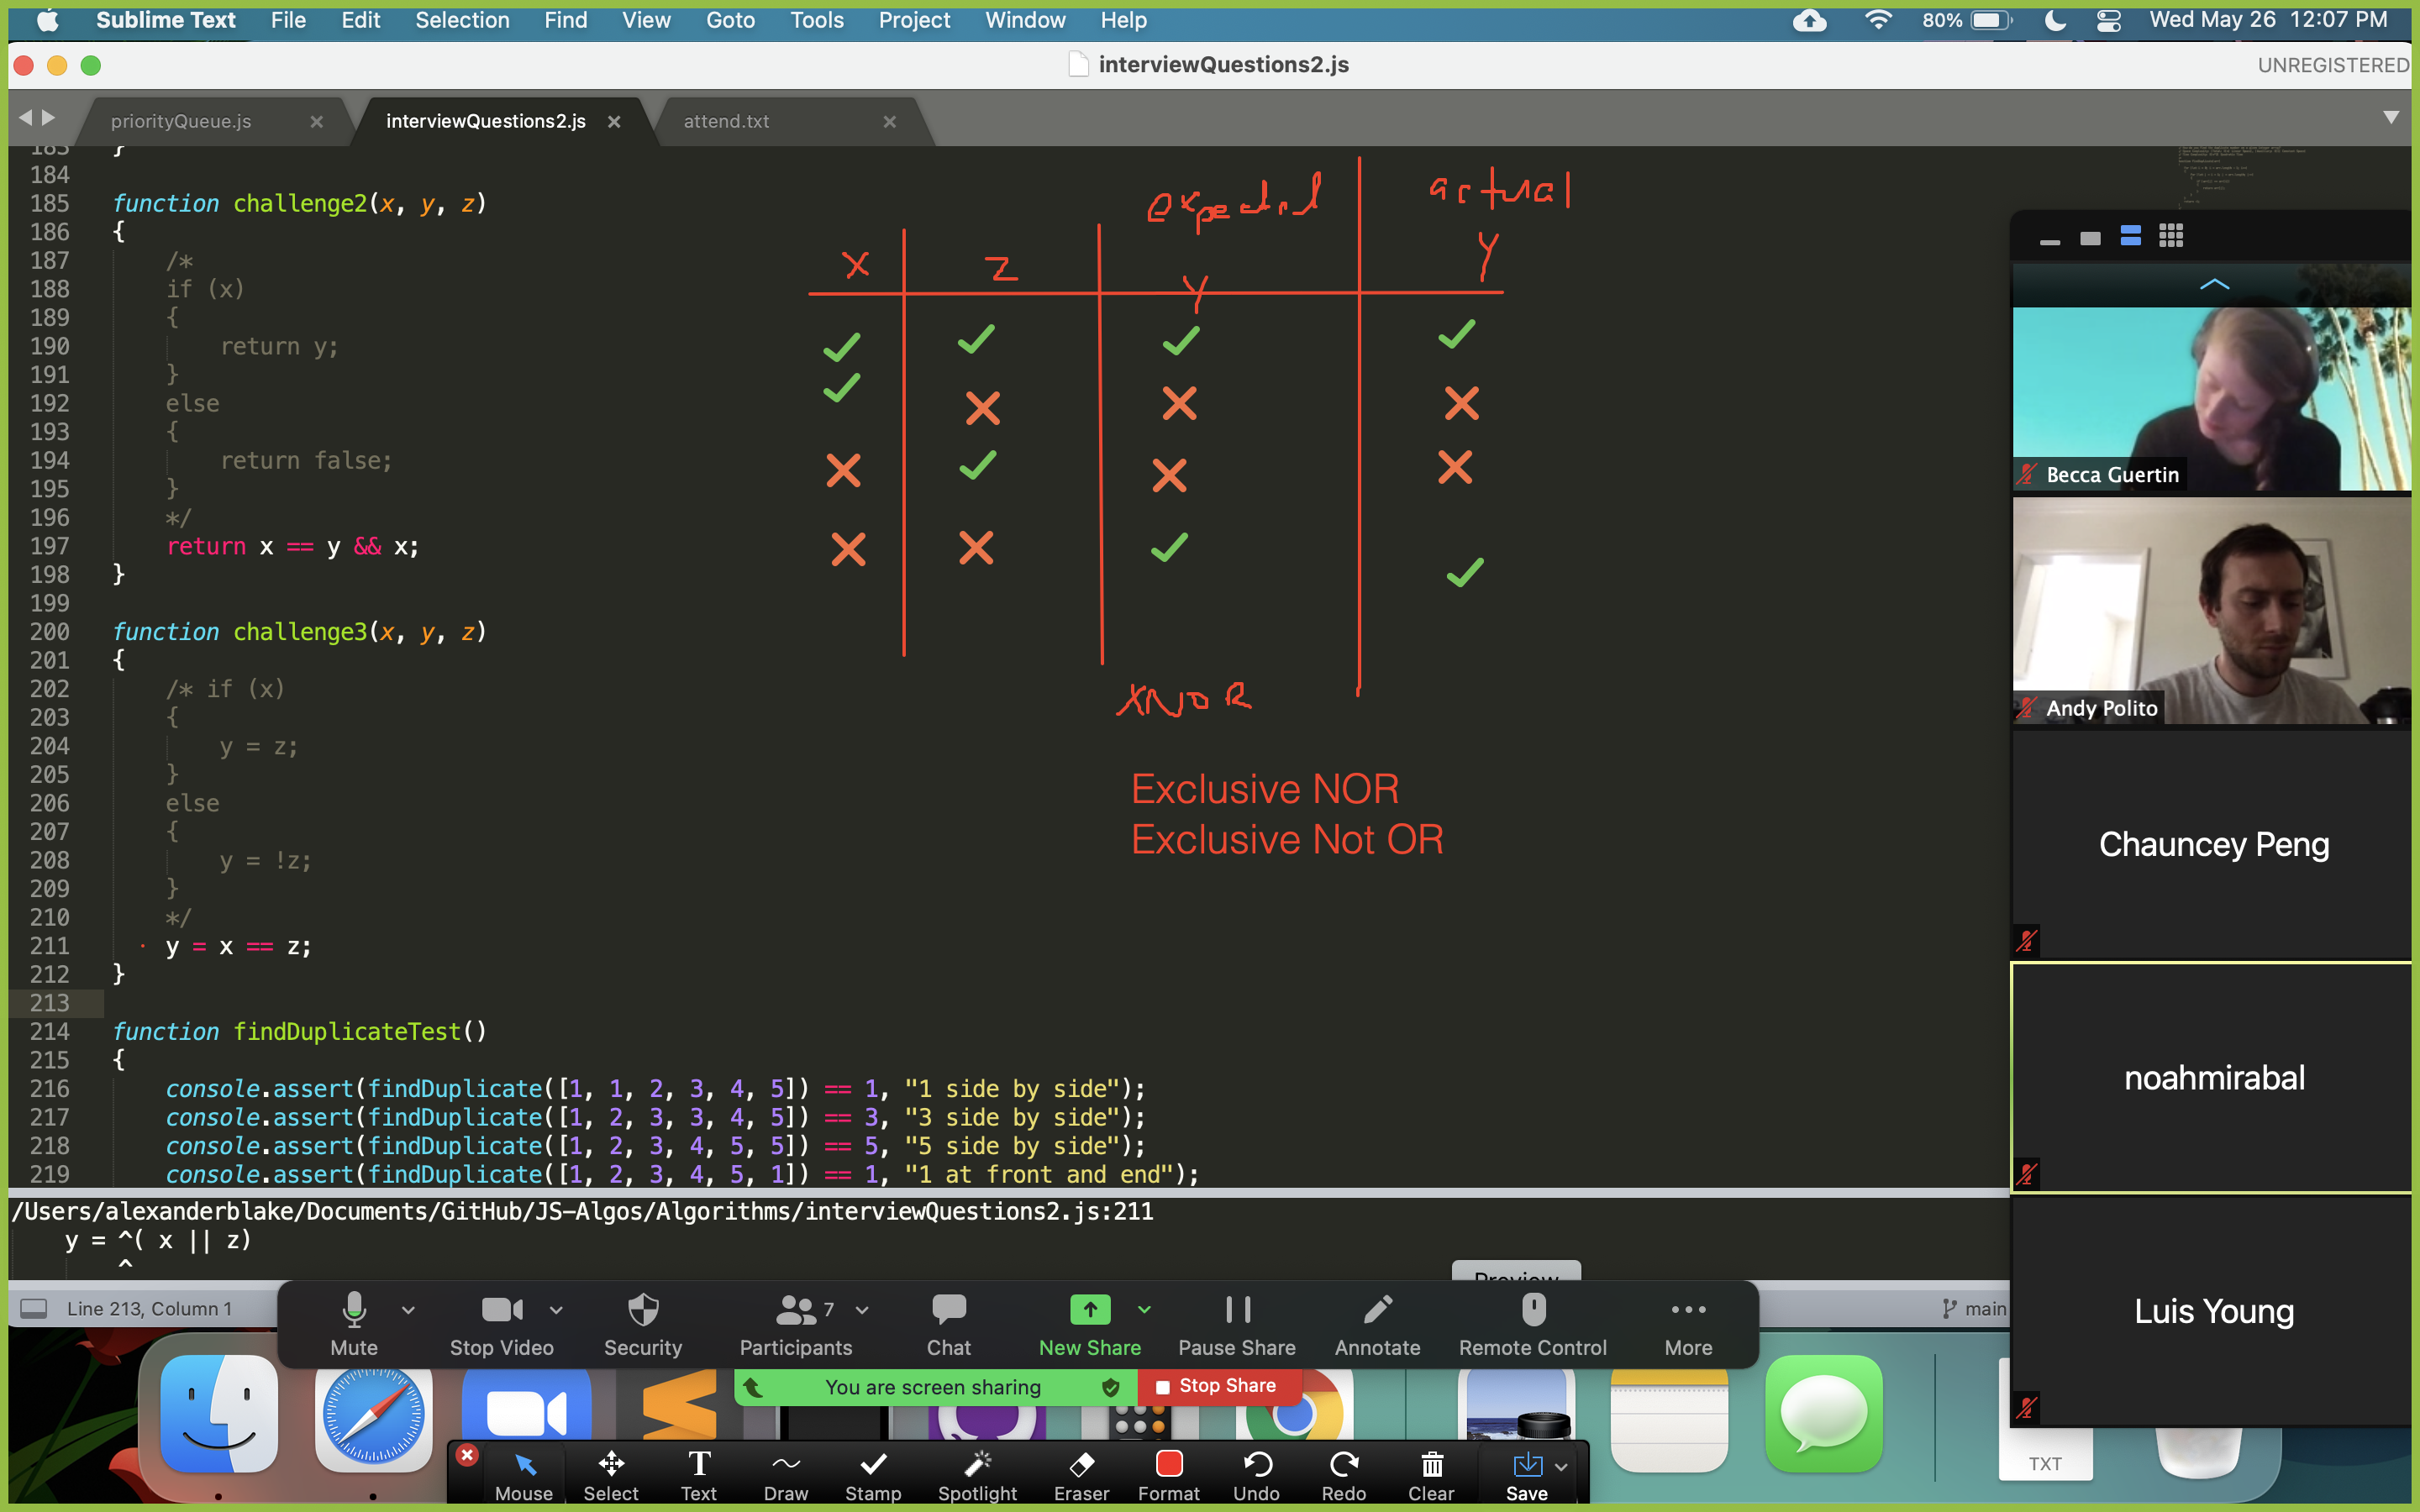 Sublime Text File Edit Selection Find View Goto Tools Project Window Help 80% Wed May 26 12:07 PM
interviewQuestions2.js UNREGISTERED
priorityQueue.js interviewQuestions2.js attend.txt
183 }
184
185 function challenge2(x, y, z)
186 {
187 /*
188 if (x)
189 {
190 return y;
191 }
192 else
193 {
194 return false;
195 }
196 */
197 return x == y && x;
198 }
199
200 function challenge3(x, y, z)
201 {
202 /* if (x)
203 {
204 y = z;
205 }
206 else
207 {
208 y = !z;
209 }
210 */
211 y = x == z;
212 }
213
214 function findDuplicateTest()
215 {
216 console.assert(findDuplicate([1, 1, 2, 3, 4, 5]) == 1, "1 side by side");
217 console.assert(findDuplicate([1, 2, 3, 3, 4, 5]) == 3, "3 side by side");
218 console.assert(findDuplicate([1, 2, 3, 4, 5, 5]) == 5, "5 side by side");
219 console.assert(findDuplicate([1, 2, 3, 4, 5, 1]) == 1, "1 at front and end");
actual
X Z Y Y
XNOR
Exclusive NOR
Exclusive Not OR
Becca Guertin
Andy Polito
Chauncey Peng
noahmirabal
Luis Young
/Users/alexanderblake/Documents/GitHub/JS-Algos/Algorithms/interviewQuestions2.js:211
y = ^( x || z)
^
Preview
Line 213, Column 1
main
7
Mute Stop Video Security Participants Chat New Share Pause Share Annotate Remote Control More
You are screen sharing Stop Share
TXT
Mouse Select Text Draw Stamp Spotlight Eraser Format Undo Redo Clear Save